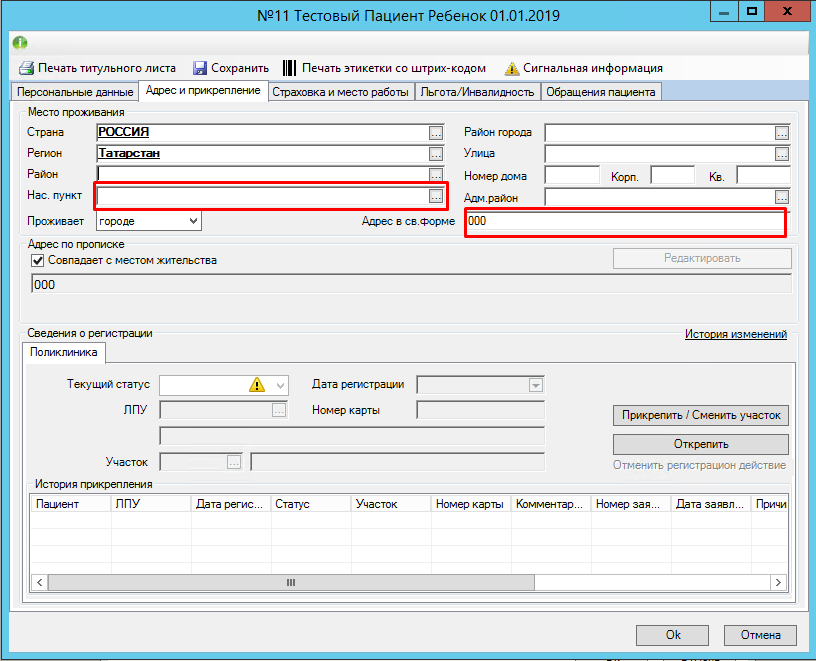 №11 Тестовый Пациент Ребенок 01.01.2019
Печать титульного листа Сохранить Печать этикетки со штрих-кодом Сигнальная информация
Персональные данные Адрес и прикрепление Страховка и место работы Льгота/Инвалидность Обращения пациента
Место проживания
Страна РОССИЯ ... Район города ...
Регион Татарстан ... Улица ...
Район ... Номер дома Корп. Кв.
Нас. пункт ... Адм.район ...
Проживает городе Адрес в св.форме 000
Адрес по прописке
Совпадает с местом жительства Редактировать
000
Сведения о регистрации История изменений
Поликлиника
Текущий статус Дата регистрации
ЛПУ ... Номер карты Прикрепить / Сменить участок
Открепить
Участок ... Отменить регистрацион действие
История прикрепления
Пациент ЛПУ Дата регис... Статус Участок Номер карты Комментар... Номер зая... Дата заявл... Причи
Ok Отмена